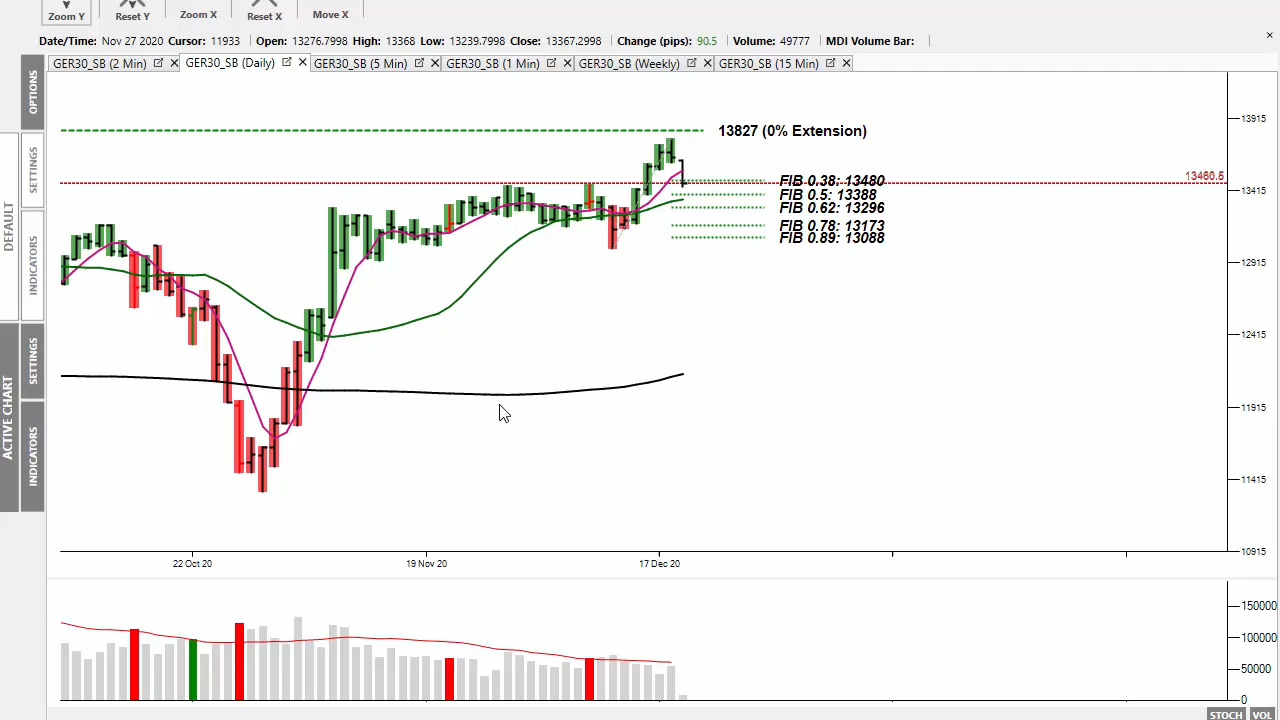 Zoom Y Reset Y Zoom X Reset X Move X
Date/Time: Nov 27 2020 Cursor: 11933 Open: 13276.7998 High: 13368 Low: 13239.7998 Close: 13367.2998 Change (pips): 90.5 Volume: 49777 MDI Volume Bar:
GER30_SB (2 Min) GER30_SB (Daily) GER30_SB (5 Min) GER30_SB (1 Min) GER30_SB (Weekly) GER30_SB (15 Min)
OPTIONS
DEFAULT
SETTINGS
INDICATORS
ACTIVE CHART
SETTINGS
INDICATORS
13827 (0% Extension)
FIB 0.38: 13480
FIB 0.5: 13388
FIB 0.62: 13296
FIB 0.78: 13173
FIB 0.89: 13088
13915
13415
12915
12415
11915
11415
10915
22 Oct 20 19 Nov 20 17 Dec 20
150000
100000
50000
0
STOCH VOL